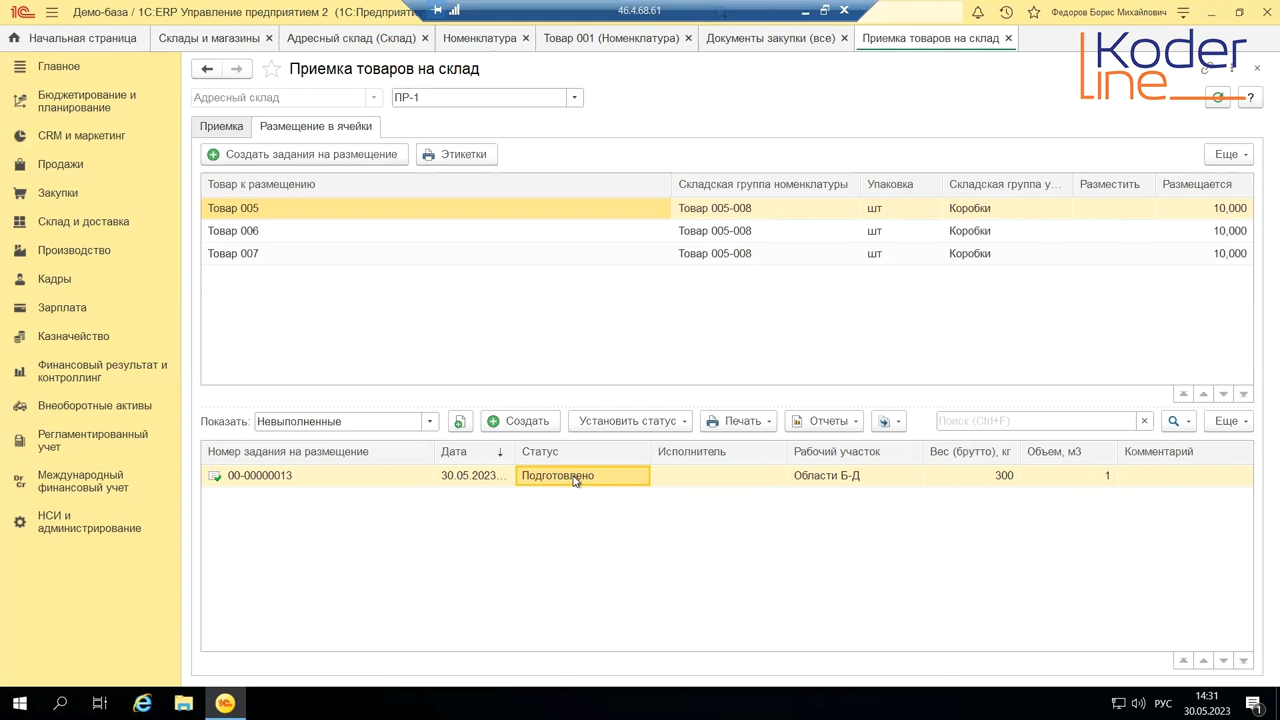 Демо-база / 1С:ERP Управление предприятием 2 (1С:Предприяти
46.4.68.61
Федоров Борис Михайлович
Начальная страница
Склады и магазины
Адресный склад (Склад)
Номенклатура
Товар 001 (Номенклатура)
Документы закупки (все)
Приемка товаров на склад
Koder
line
Главное
Бюджетирование и
планирование
CRM и маркетинг
Продажи
Закупки
Склад и доставка
Производство
Кадры
Зарплата
Казначейство
Финансовый результат и
контроллинг
Внеоборотные активы
Регламентированный
учет
Международный
финансовый учет
НСИ и
администрирование
Приемка товаров на склад
Адресный склад
ПР-1
?
Приемка
Размещение в ячейки
Создать задания на размещение
Этикетки
Еще
Товар к размещению
Складская группа номенклатуры
Упаковка
Складская группа у...
Разместить
Размещается
Товар 005
Товар 005-008
шт
Коробки
10,000
Товар 006
Товар 005-008
шт
Коробки
10,000
Товар 007
Товар 005-008
шт
Коробки
10,000
Показать:
Невыполненные
Создать
Установить статус
Печать
Отчеты
Поиск (Ctrl+F)
Еще
Номер задания на размещение
Дата
Статус
Исполнитель
Рабочий участок
Вес (брутто), кг
Объем, м3
Комментарий
00-00000013
30.05.2023...
Подготовлено
Области Б-Д
300
1
РУС
14:31
30.05.2023
1